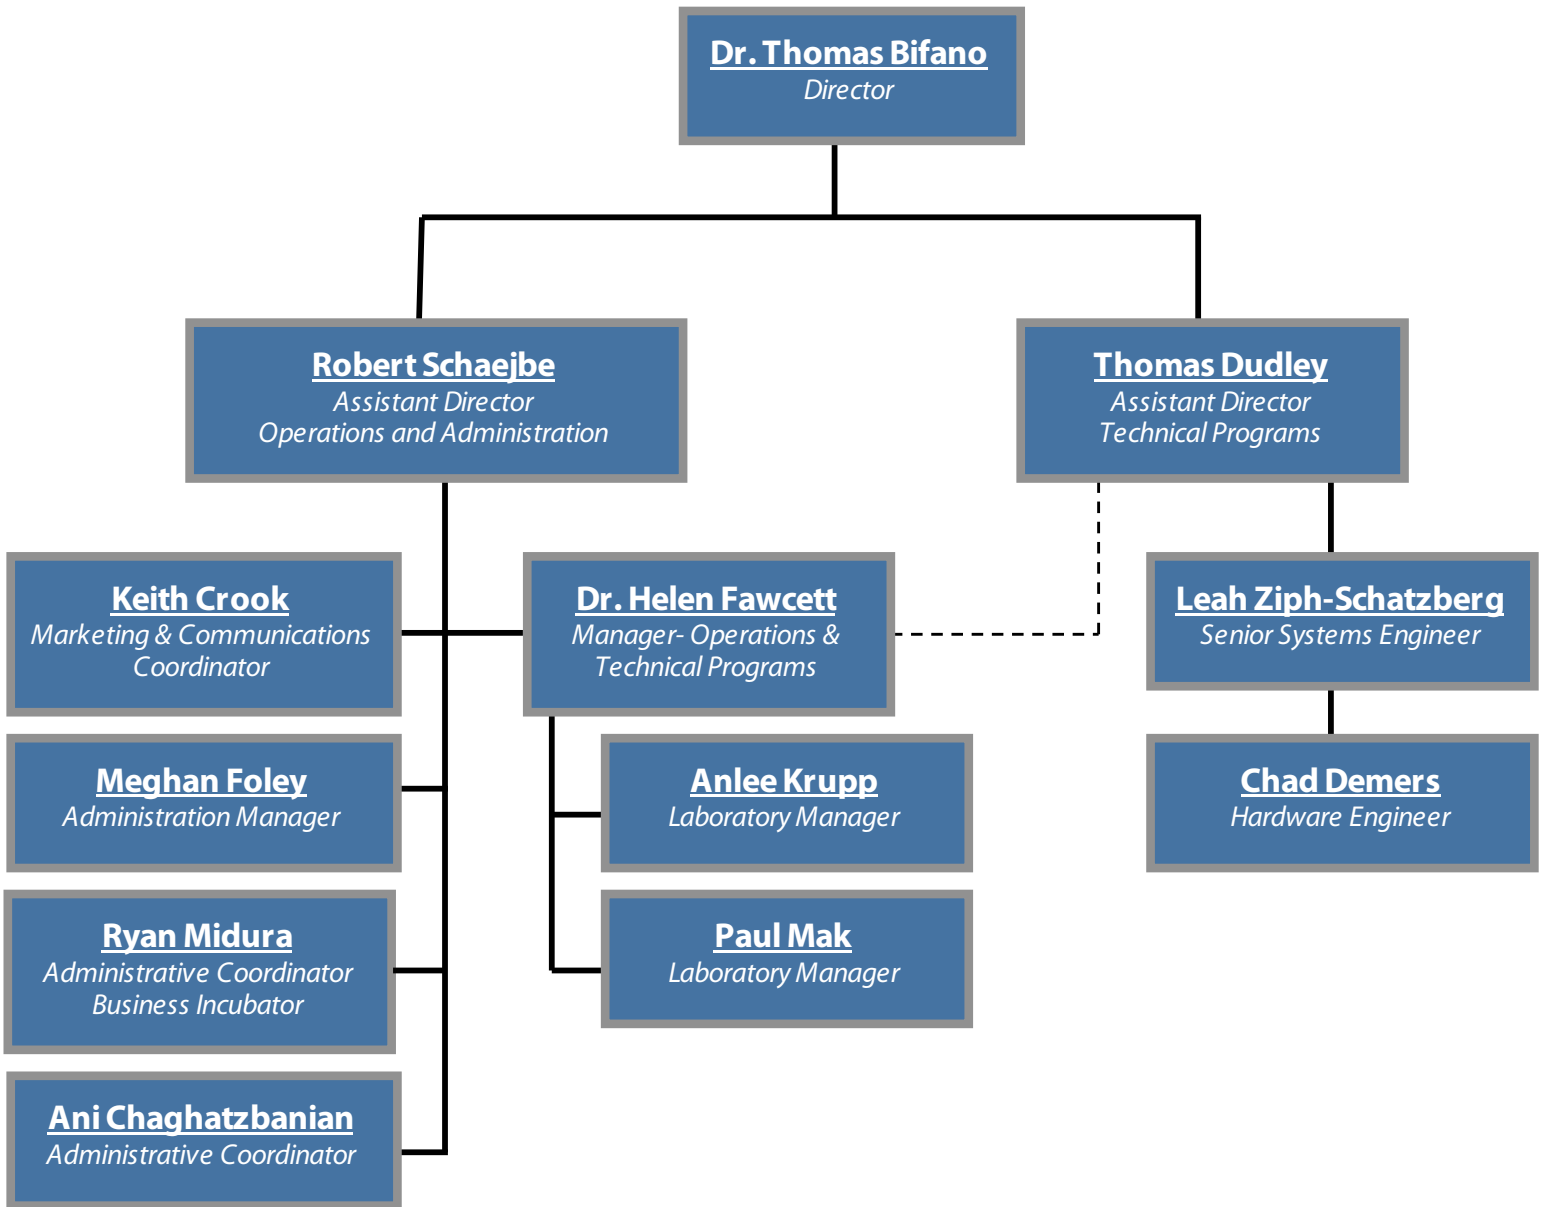 Dr. Thomas Bifano
Director
Robert Schaejbe
Assistant Director
Operations and Administration
Thomas Dudley
Assistant Director
Technical Programs
Keith Crook
Marketing & Communications
Coordinator
Dr. Helen Fawcett
Manager- Operations &
Technical Programs
Leah Ziph-Schatzberg
Senior Systems Engineer
Meghan Foley
Administration Manager
Anlee Krupp
Laboratory Manager
Chad Demers
Hardware Engineer
Ryan Midura
Administrative Coordinator
Business Incubator
Paul Mak
Laboratory Manager
Ani Chaghatzbanian
Administrative Coordinator